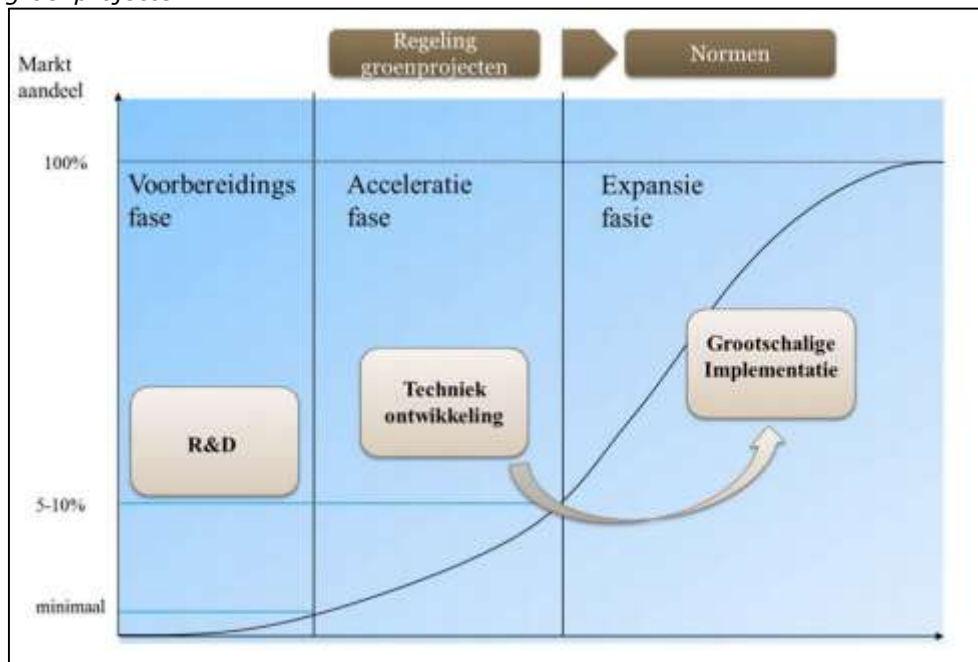 Regeling
groenprojecten
Normen
Markt
aandeel
100%
Voorbereidings
fase
Acceleratie
fase
Expansie
fasie
Grootschalige
Implementatie
Techniek
ontwikkeling
R&D
5-10%
minimaal